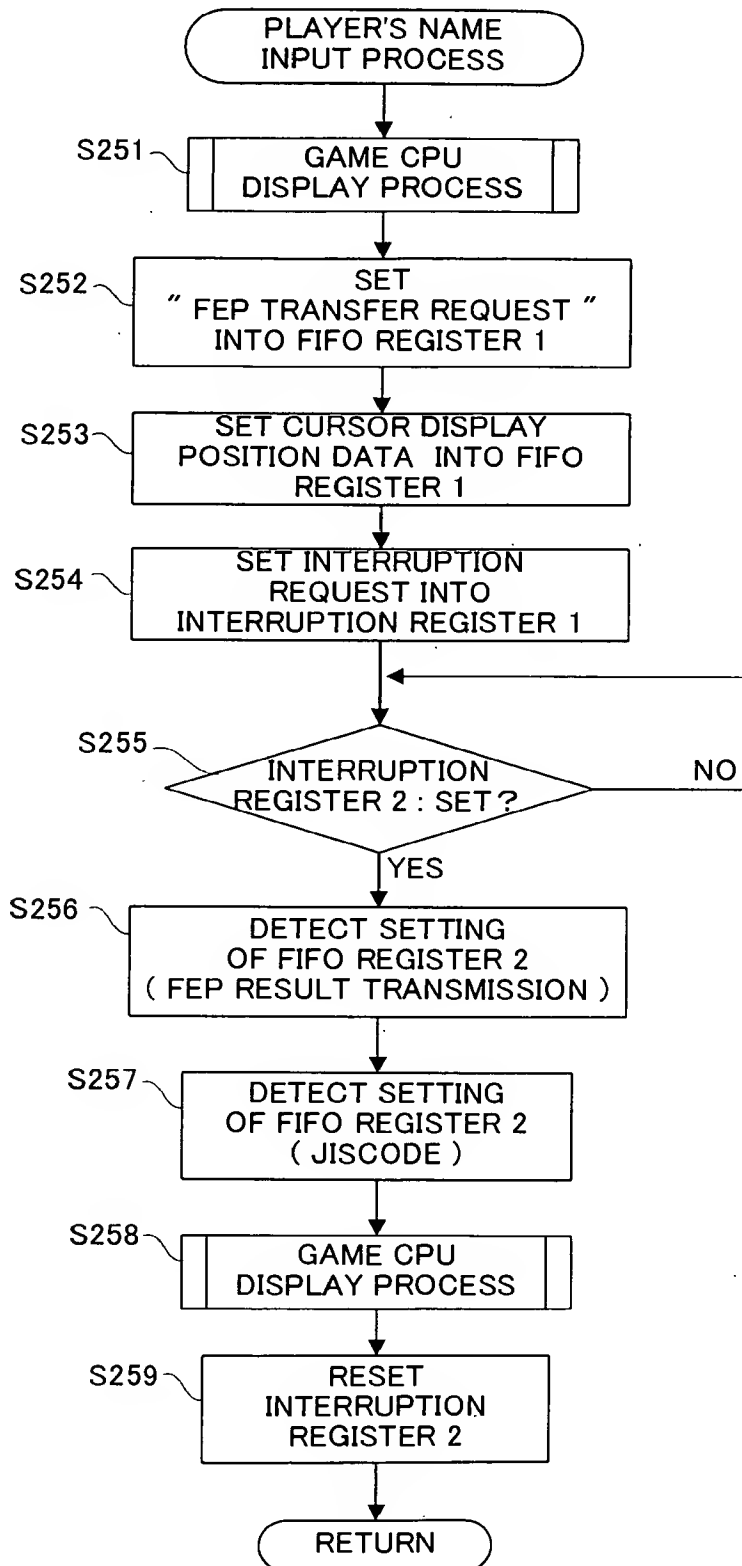 PLAYER'S NAME
INPUT PROCESS
S251
GAME CPU
DISPLAY PROCESS
S252
SET
" FEP TRANSFER REQUEST "
INTO FIFO REGISTER 1
S253
SET CURSOR DISPLAY
POSITION DATA INTO FIFO
REGISTER 1
S254
SET INTERRUPTION
REQUEST INTO
INTERRUPTION REGISTER 1
S255
INTERRUPTION
REGISTER 2 : SET?
NO
YES
S256
DETECT SETTING
OF FIFO REGISTER 2
( FEP RESULT TRANSMISSION )
S257
DETECT SETTING
OF FIFO REGISTER 2
( JISCODE )
S258
GAME CPU
DISPLAY PROCESS
S259
RESET
INTERRUPTION
REGISTER 2
RETURN